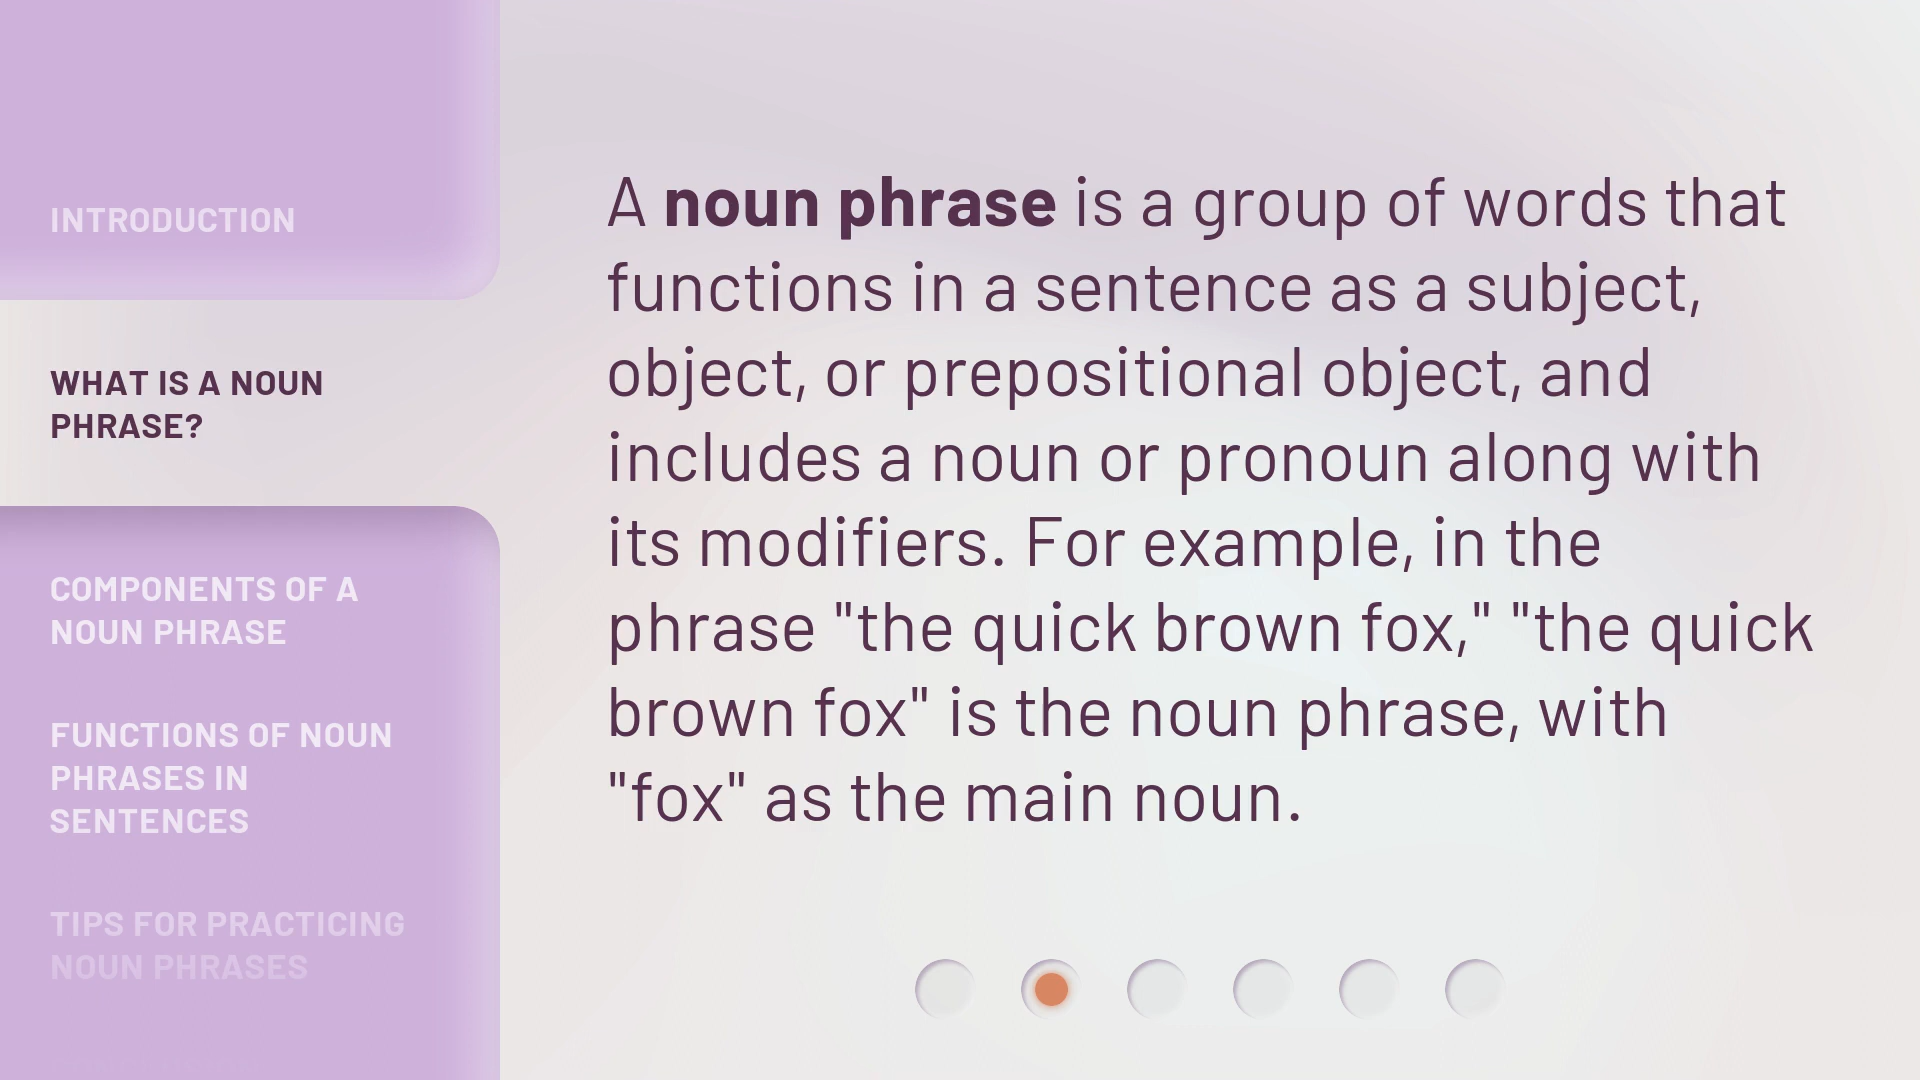 INTRODUCTION
WHAT IS A NOUN
PHRASE?
COMPONENTS OF A
NOUN PHRASE
FUNCTIONS OF NOUN
PHRASES IN
SENTENCES
TIPS FOR PRACTICING
NOUN PHRASES
A noun phrase is a group of words that
functions in a sentence as a subject,
object, or prepositional object, and
includes a noun or pronoun along with
its modifiers. For example, in the
phrase "the quick brown fox," "the quick
brown fox" is the noun phrase, with
"fox" as the main noun.